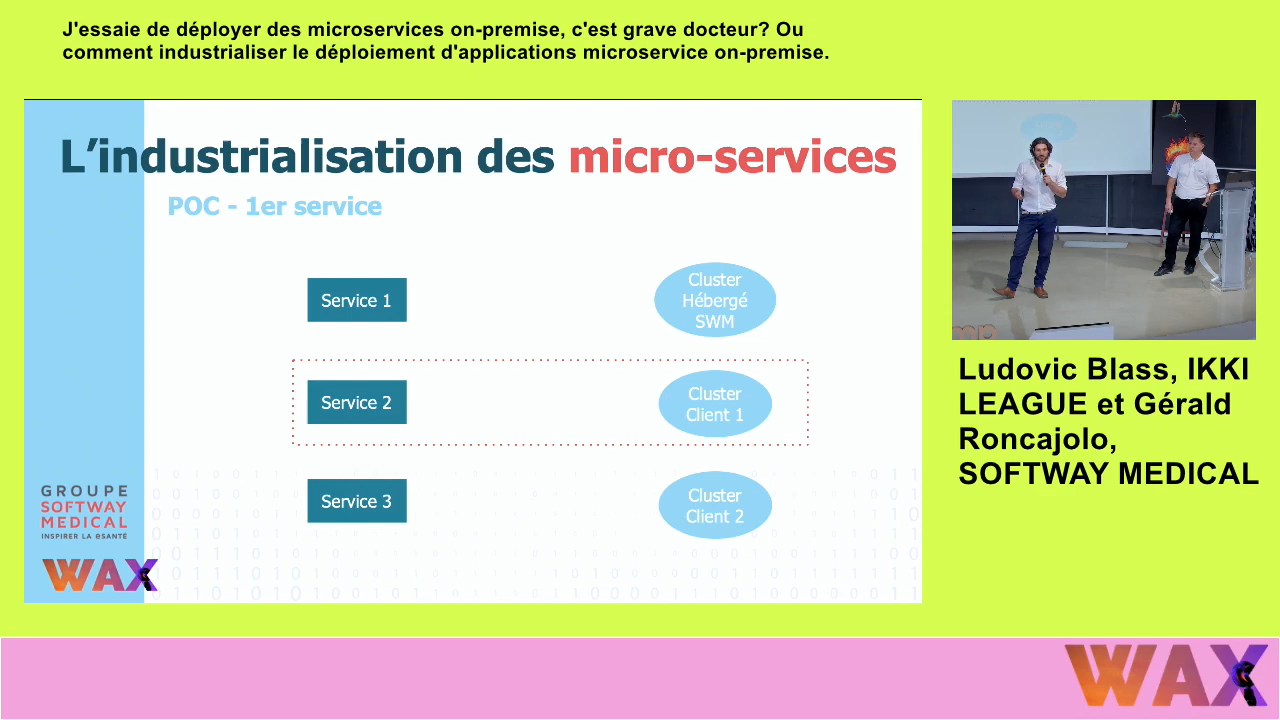 J'essaie de déployer des microservices on-premise, c'est grave docteur? Ou
comment industrialiser le déploiement d'applications microservice on-premise.
L'industrialisation des micro-services
POC - 1er service
Service 1
Cluster
Hébergé
SWM
Service 2
Cluster
Client 1
Service 3
Cluster
Client 2
GROUPE
SOFTWAY
MEDICAL
INSPIRER LA eSANTÉ
WAX
Ludovic Blass, IKKI
LEAGUE et Gérald
Roncajolo,
SOFTWAY MEDICAL
WAX